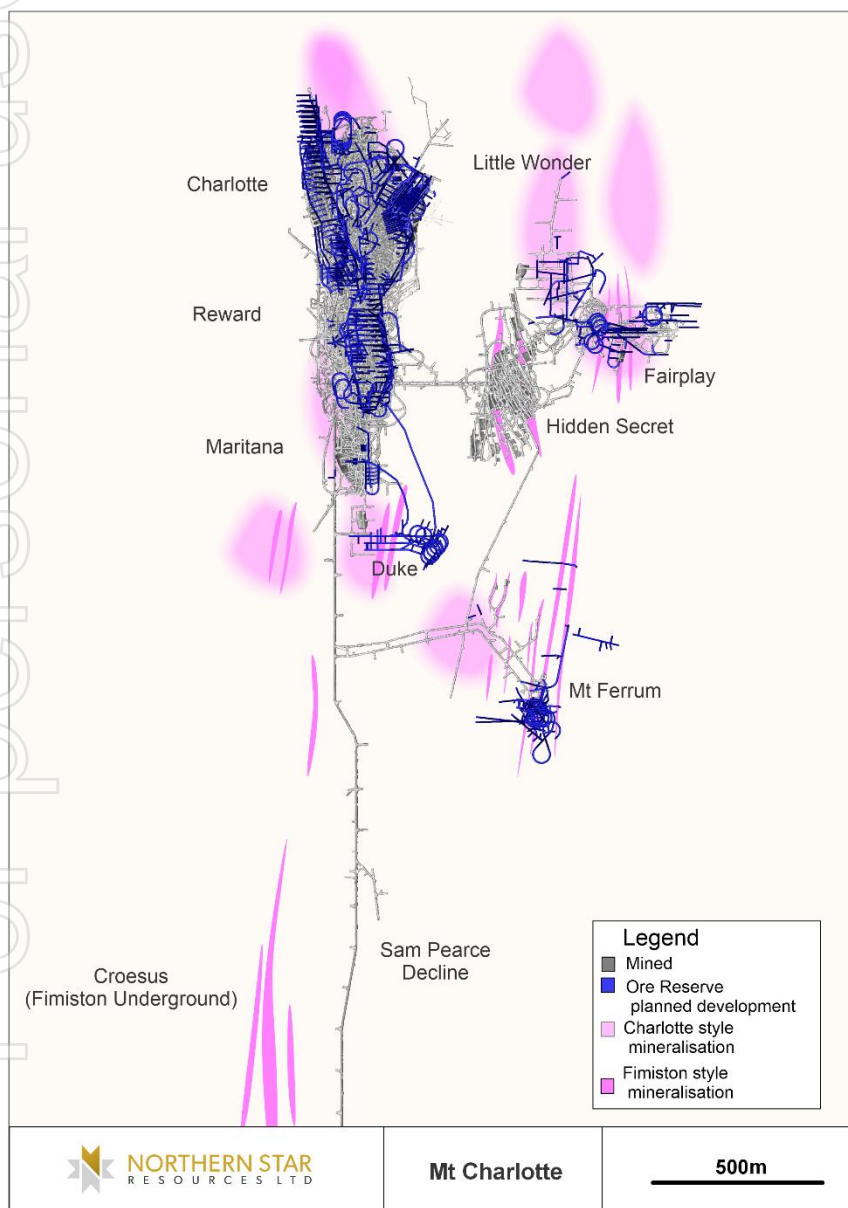 Little Wonder
Charlotte
Reward
Fairplay
Hidden Secret
Maritana
Duke
Mt Ferrum
Sam Pearce
Decline
Croesus
(Fimiston Underground)
Legend
Mined
Ore Reserve
planned development
Charlotte style
mineralisation
Fimiston style
mineralisation
NORTHERN STAR
RESOURCES LTD
Mt Charlotte
500m